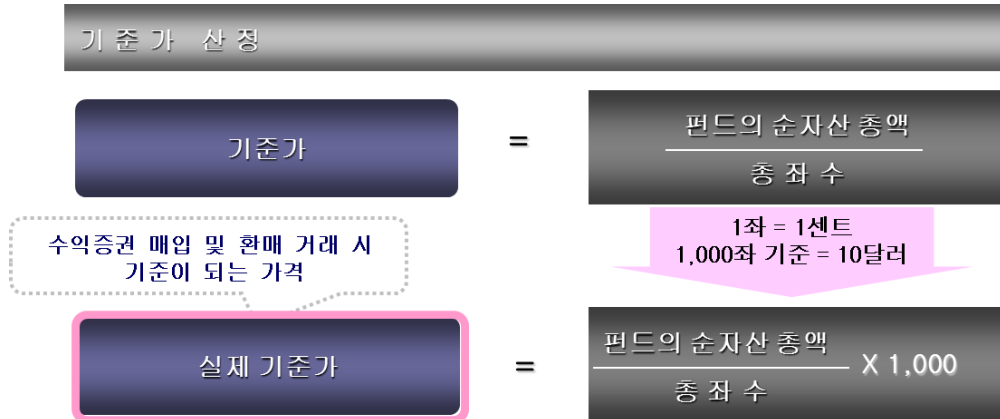 기 준 가 산 정
기준가
=
펀드의 순자산 총액
총 좌 수
수익증권 매입 및 환매 거래 시
기준이 되는 가격
1좌 = 1센트
1,000좌 기준 = 10달러
실제 기준가
=
펀드의 순자산 총액
총 좌 수
X 1,000